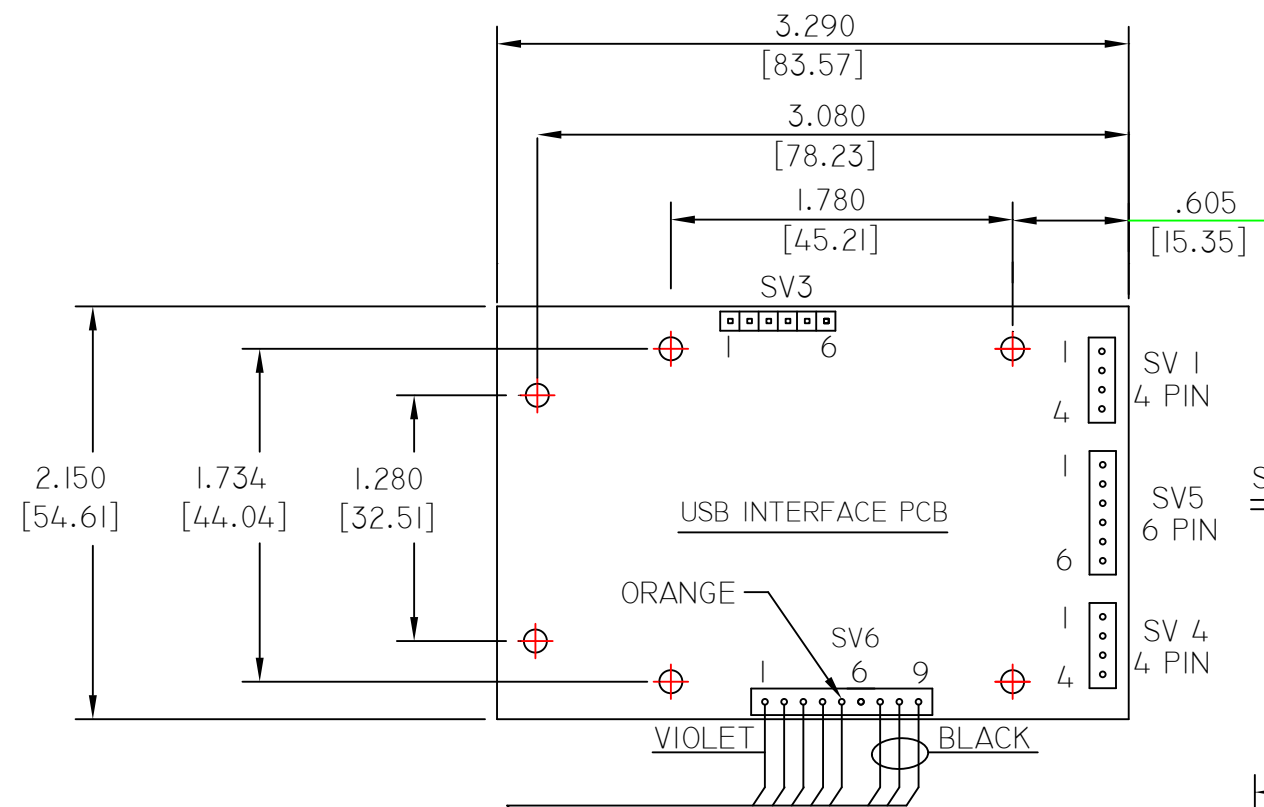 3.290
[83.57]
3.080
[78.23]
1.780
[45.21]
.605
[15.35]
SV3
1 6
1
4
SV 1
4 PIN
2.150
[54.61]
1.734
[44.04]
1.280
[32.51]
USB INTERFACE PCB
1
6
SV5
6 PIN
S
ORANGE
SV6
1 6 9
1
4
SV 4
4 PIN
VIOLET
BLACK